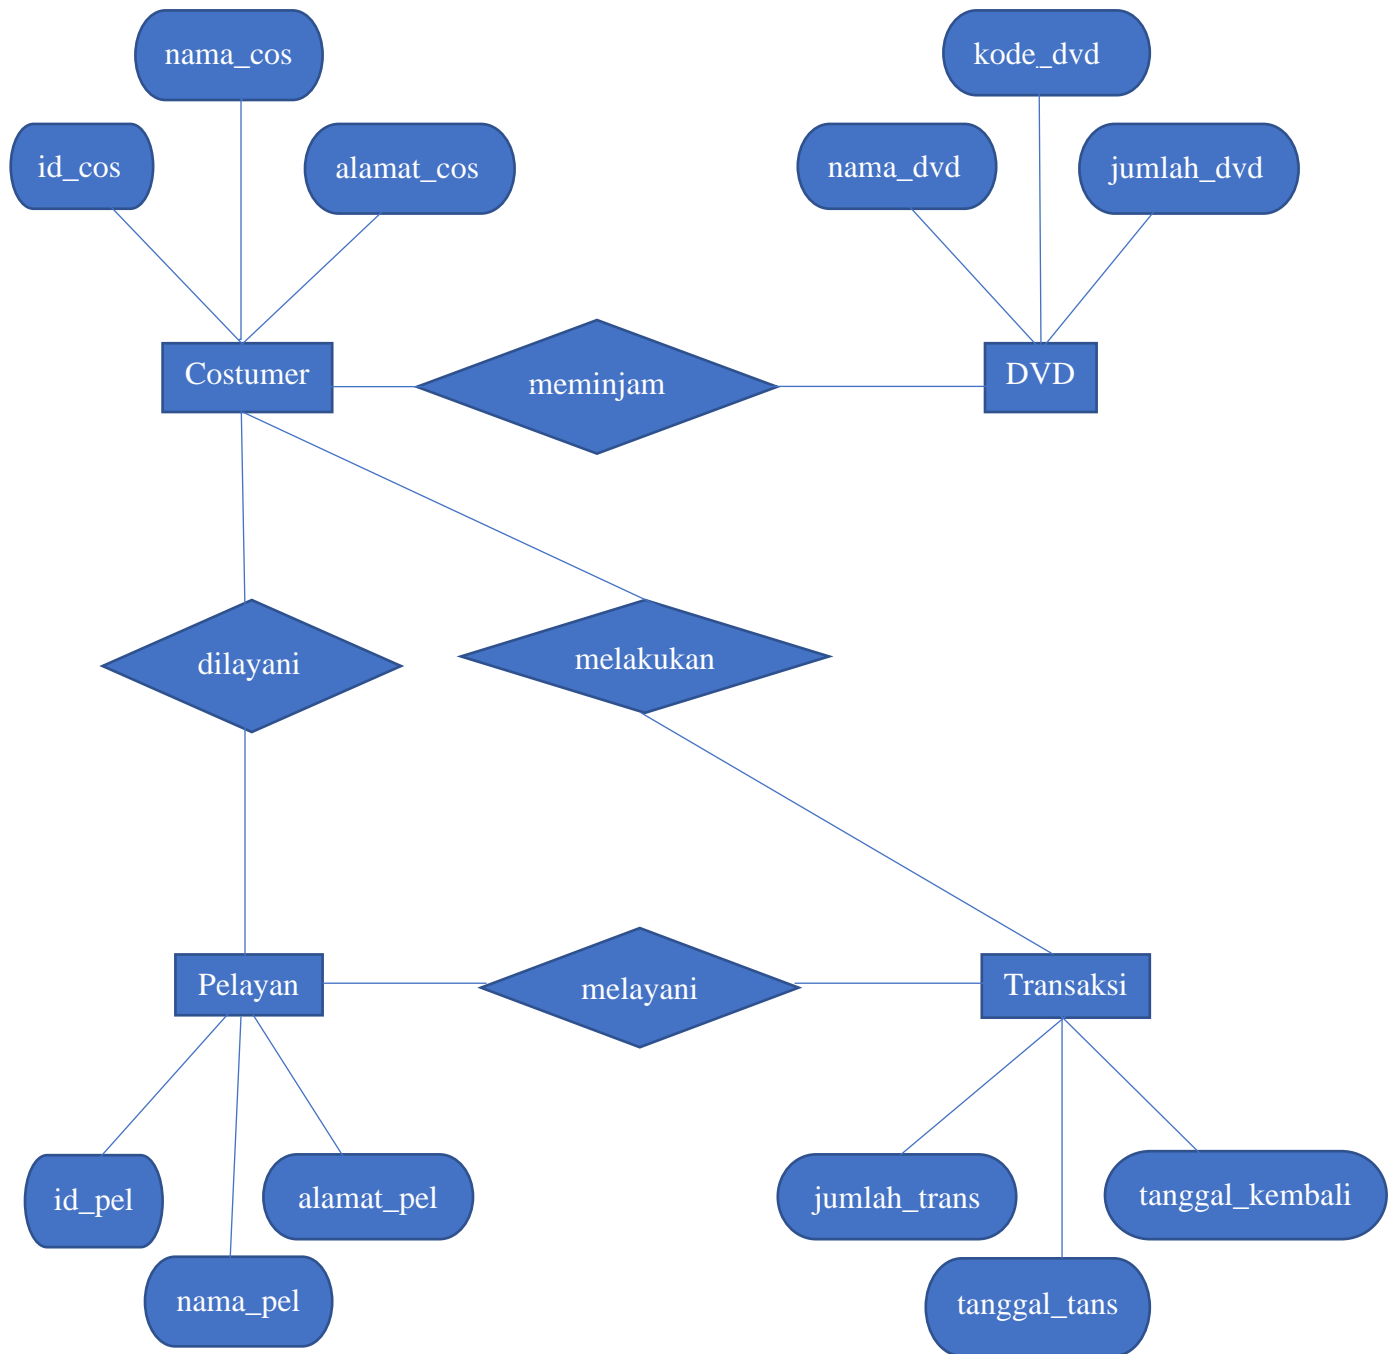 nama_cos
kode_dvd
id_cos
alamat_cos
nama_dvd
jumlah_dvd
Costumer
meminjam
DVD
dilayani
melakukan
Pelayan
melayani
Transaksi
id_pel
alamat_pel
jumlah_trans
tanggal_kembali
nama_pel
tanggal_tans